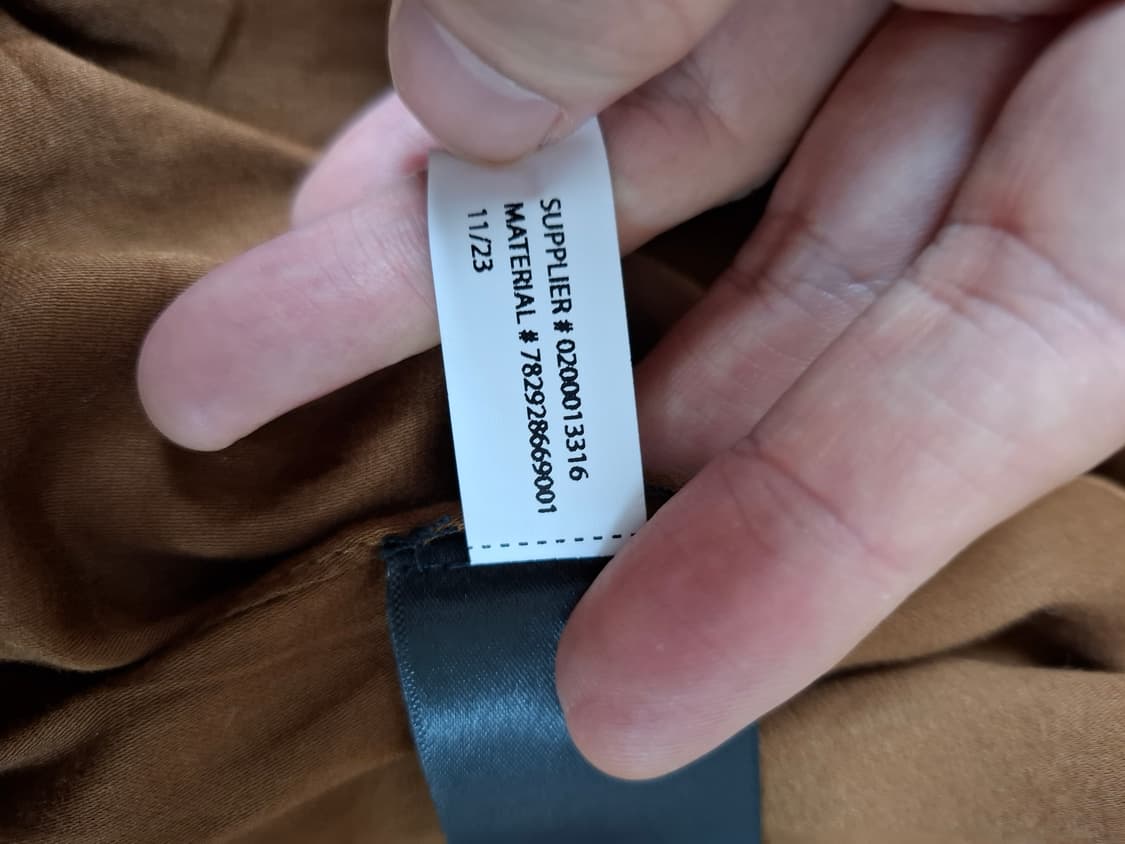 SUPPLIER # 0200013316
MATERIAL # 782928669001
11/23